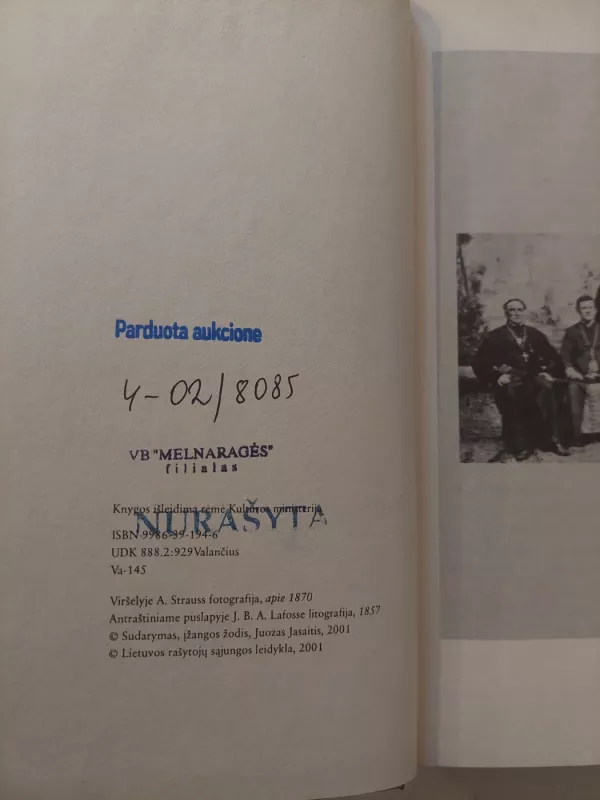 Parduota aukcione
4-02/8085
VB "MELNARAGĖS"
filialas
Knygos išleidimą rėmė Kultūros ministerija
NURAŠYTA
ISBN 9986-39-194-6
UDK 888.2:929Valančius
Va-145
Viršelyje A. Strauss fotografija, apie 1870
Antraštiniame puslapyje J. B. A. Lafosse litografija, 1857
© Sudarymas, įžangos žodis, Juozas Jasaitis, 2001
© Lietuvos rašytojų sąjungos leidykla, 2001